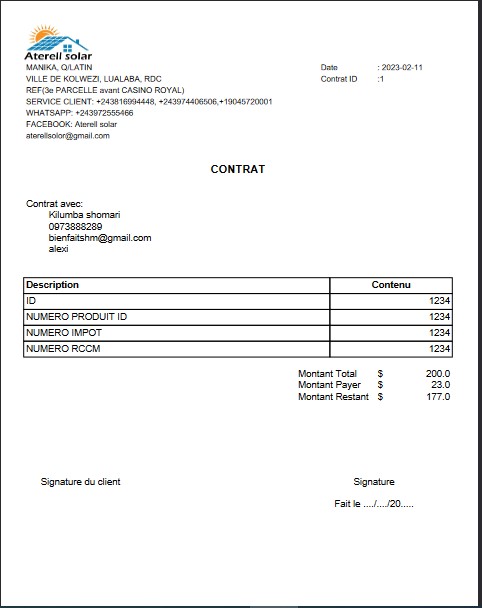 Aterell solar
MANIKA, Q/LATIN
Date : 2023-02-11
VILLE DE KOLWEZI, LUALABA, RDC
Contrat ID :1
REF(3e PARCELLE avant CASINO ROYAL)
SERVICE CLIENT: +243816994448, +243974406506,+19045720001
WHATSAPP: +243972555466
FACEBOOK: Aterell solar
aterellsolor@gmail.com
CONTRAT
Contrat avec:
Kilumba shomari
0973888289
bienfaitshm@gmail.com
alexi
Description Contenu
ID 1234
NUMERO PRODUIT ID 1234
NUMERO IMPOT 1234
NUMERO RCCM 1234
Montant Total $ 200.0
Montant Payer $ 23.0
Montant Restant $ 177.0
Signature du client Signature
Fait le ..../..../20.....